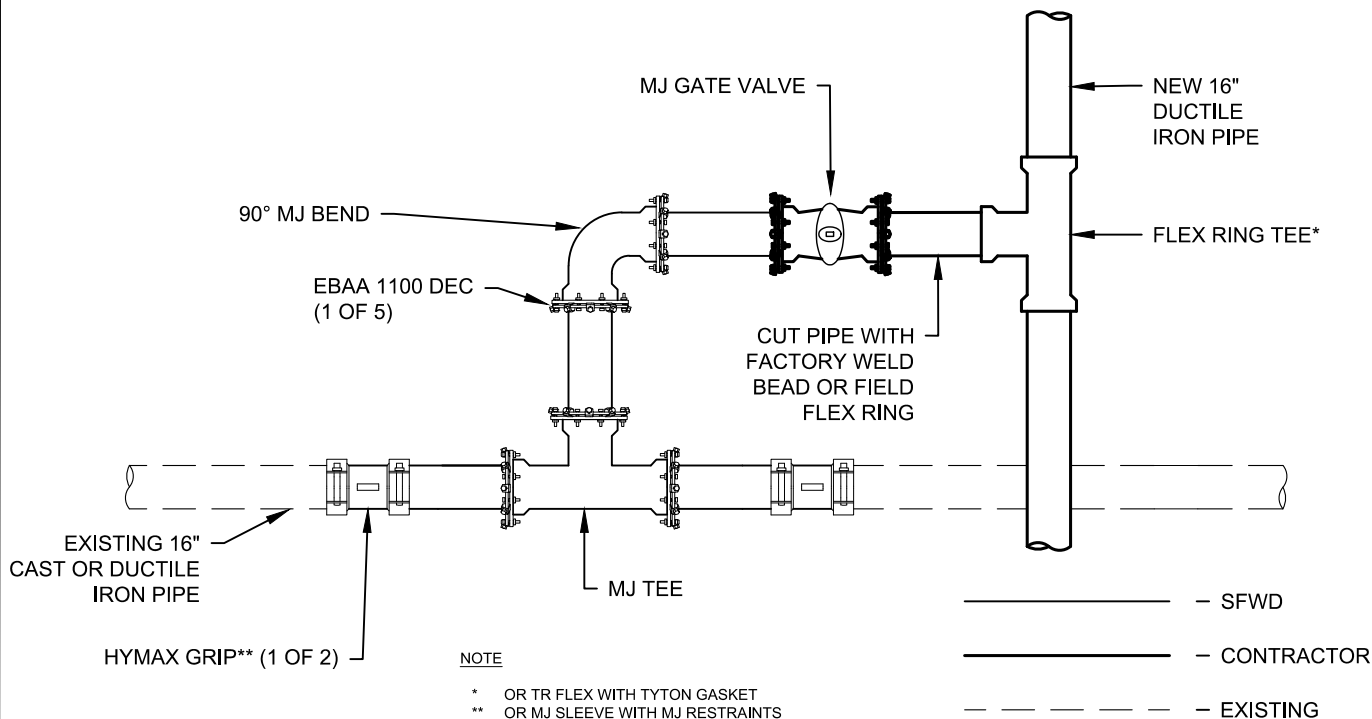 MJ GATE VALVE
NEW 16"
DUCTILE
IRON PIPE
90° MJ BEND
FLEX RING TEE*
EBAA 1100 DEC
(1 OF 5)
CUT PIPE WITH
FACTORY WELD
BEAD OR FIELD
FLEX RING
EXISTING 16"
CAST OR DUCTILE
IRON PIPE
MJ TEE
HYMAX GRIP** (1 OF 2)
NOTE
* OR TR FLEX WITH TYTON GASKET
** OR MJ SLEEVE WITH MJ RESTRAINTS
– SFWD
– CONTRACTOR
– EXISTING